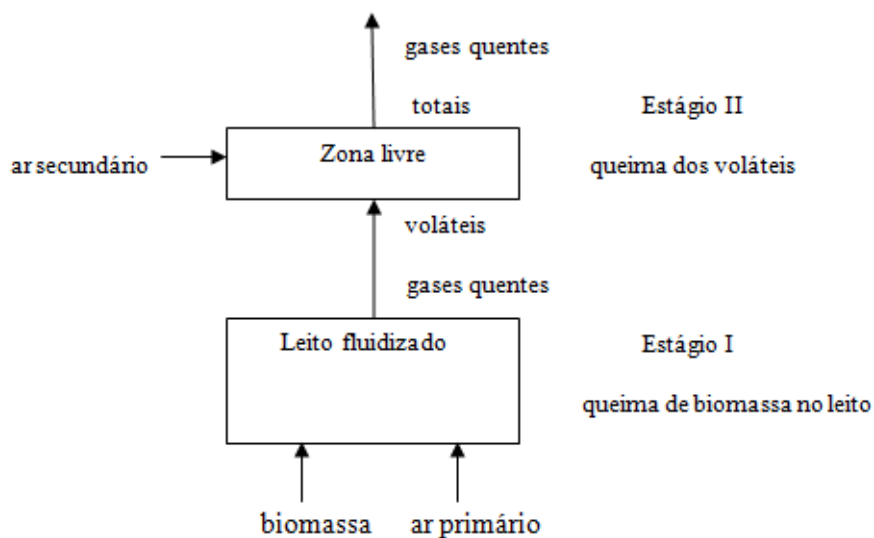 gases quentes
totais
Estágio II
Zona livre
ar secundário
queima dos voláteis
voláteis
gases quentes
Leito fluidizado
Estágio I
queima de biomassa no leito
biomassa
ar primário